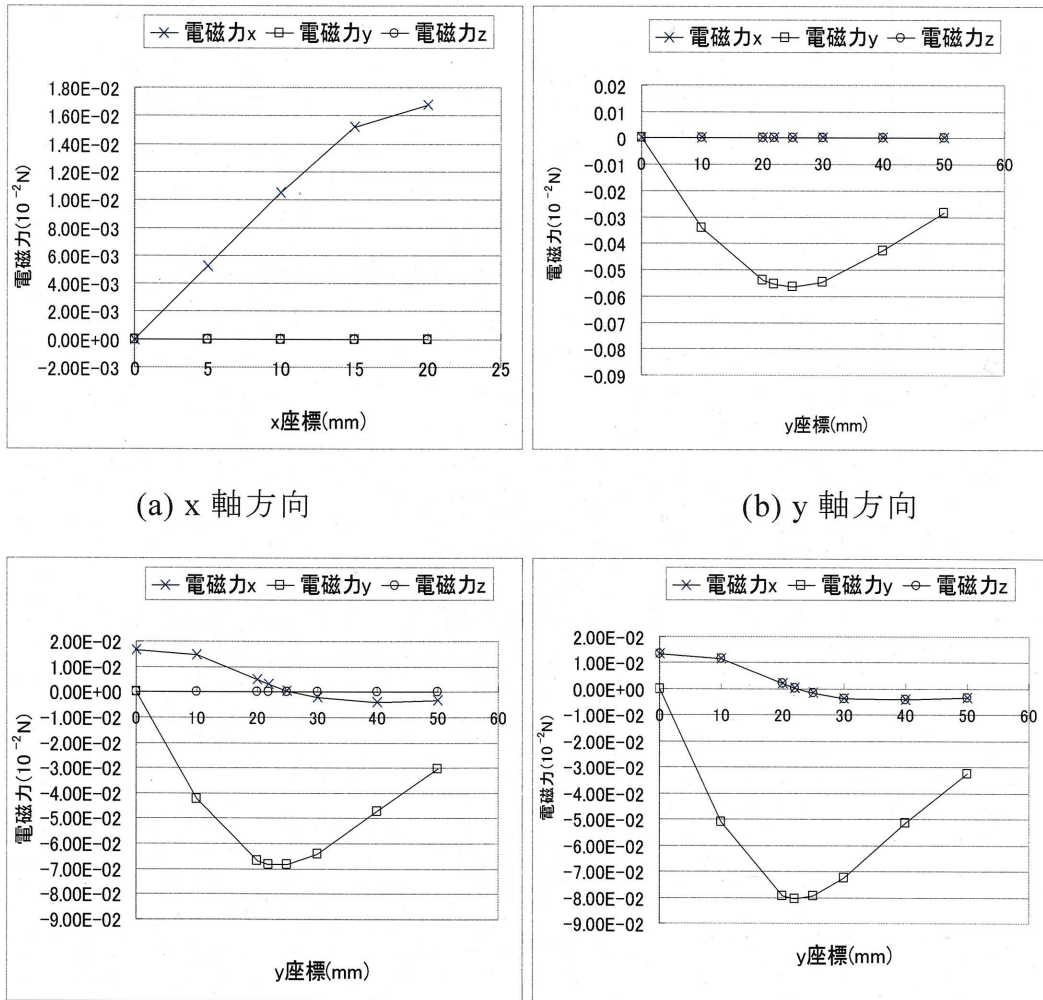 電磁力x 電磁力y 電磁力z
電磁力(10⁻²N)
1.80E-02
1.60E-02
1.40E-02
1.20E-02
1.00E-02
8.00E-03
6.00E-03
4.00E-03
2.00E-03
0.00E+00
-2.00E-03
0 5 10 15 20 25
x座標(mm)
(a) x 軸方向
電磁力x 電磁力y 電磁力z
電磁力(10⁻²N)
0.02
0.01
0
-0.01
-0.02
-0.03
-0.04
-0.05
-0.06
-0.07
-0.08
-0.09
0 10 20 30 40 50 60
y座標(mm)
(b) y 軸方向
電磁力x 電磁力y 電磁力z
電磁力(10⁻²N)
2.00E-02
1.00E-02
0.00E+00
-1.00E-02
-2.00E-02
-3.00E-02
-4.00E-02
-5.00E-02
-6.00E-02
-7.00E-02
-8.00E-02
-9.00E-02
0 10 20 30 40 50 60
y座標(mm)
電磁力x 電磁力y 電磁力z
電磁力(10⁻²N)
2.00E-02
1.00E-02
0.00E+00
-1.00E-02
-2.00E-02
-3.00E-02
-4.00E-02
-5.00E-02
-6.00E-02
-7.00E-02
-8.00E-02
-9.00E-02
0 10 20 30 40 50 60
y座標(mm)